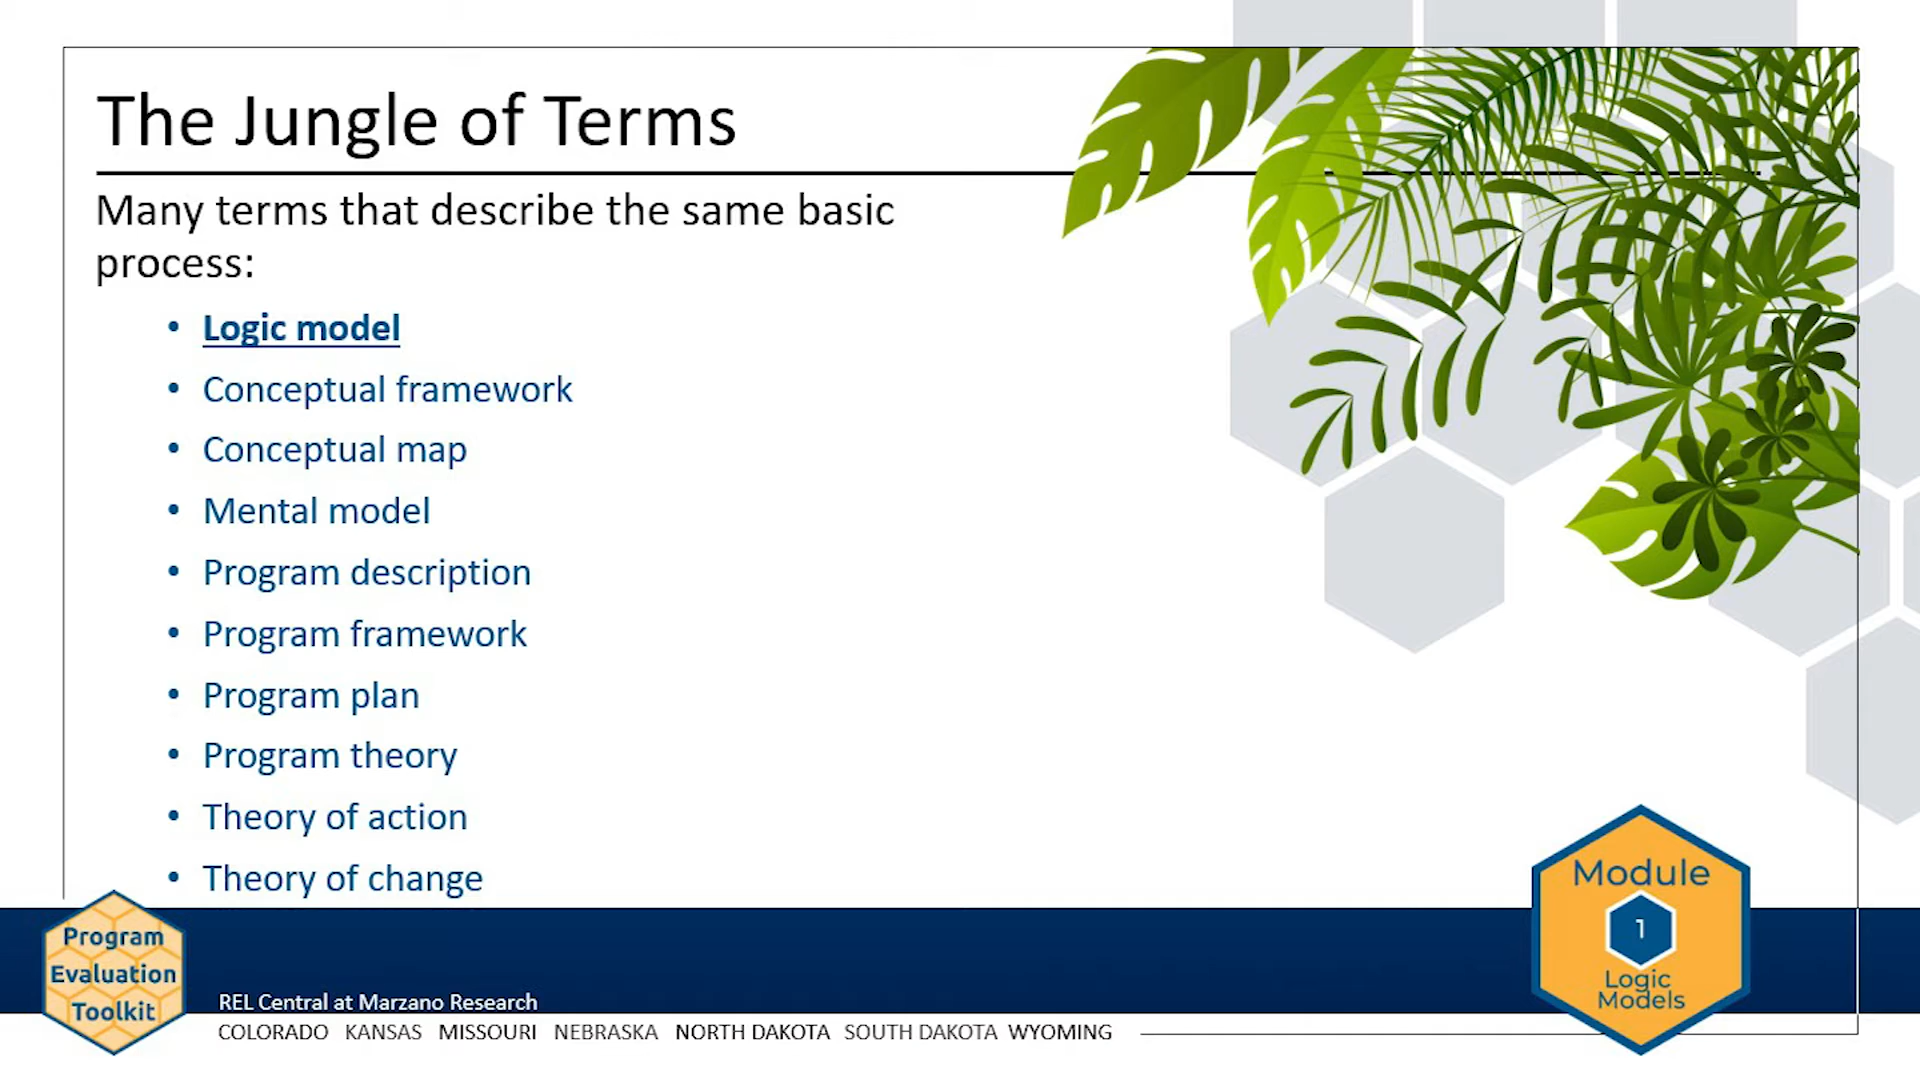 The Jungle of Terms
Many terms that describe the same basic
process:
• Logic model
• Conceptual framework
• Conceptual map
• Mental model
• Program description
• Program framework
• Program plan
• Program theory
• Theory of action
• Theory of change
Program
Evaluation
Toolkit
REL Central at Marzano Research
COLORADO KANSAS MISSOURI NEBRASKA NORTH DAKOTA SOUTH DAKOTA WYOMING
Module
1
Logic
Models